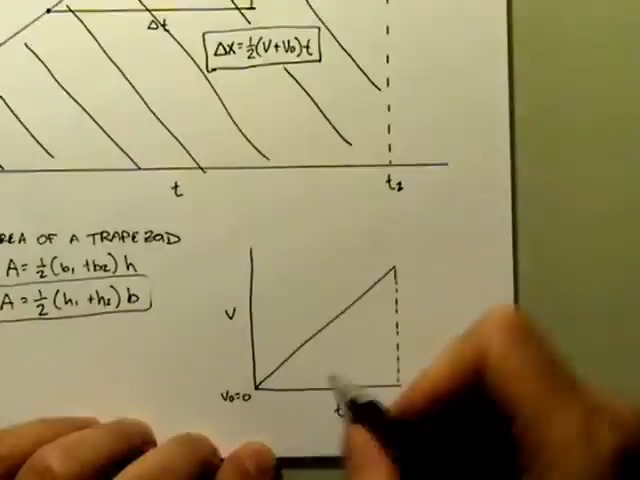 Δt
Δx=½(V+V₀)·t
t
t₂
REA OF A TRAPEZOID
A=½(b₁+b₂)h
A=½(h₁+h₂)b
V
V₀=0
t